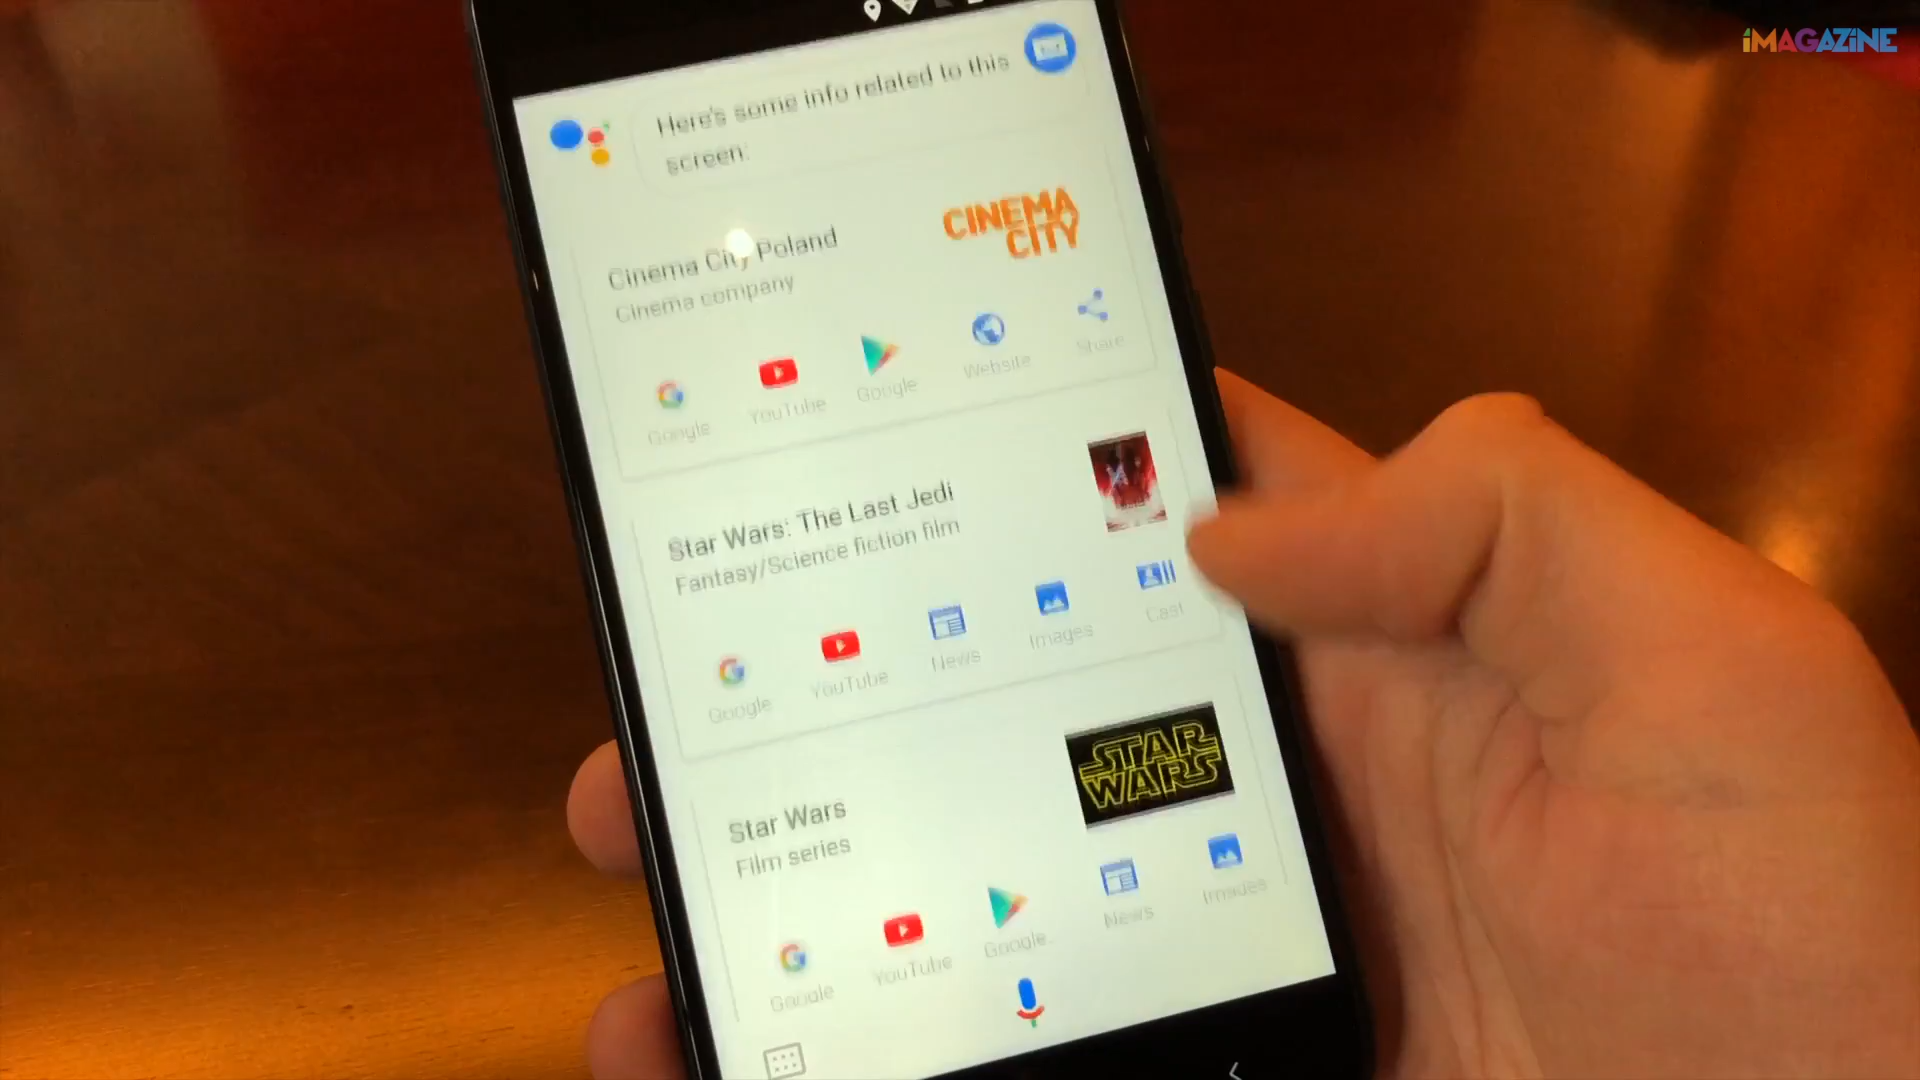 iMAGAZINE
Here's some info related to this
screen:
Cinema City Poland
Cinema company
CINEMA
CITY
Google
YouTube
Google
Website
Share
Star Wars: The Last Jedi
Fantasy/Science fiction film
Google
YouTube
News
Images
Cast
Star Wars
Film series
STAR
WARS
Google
YouTube
Google...
News
Images